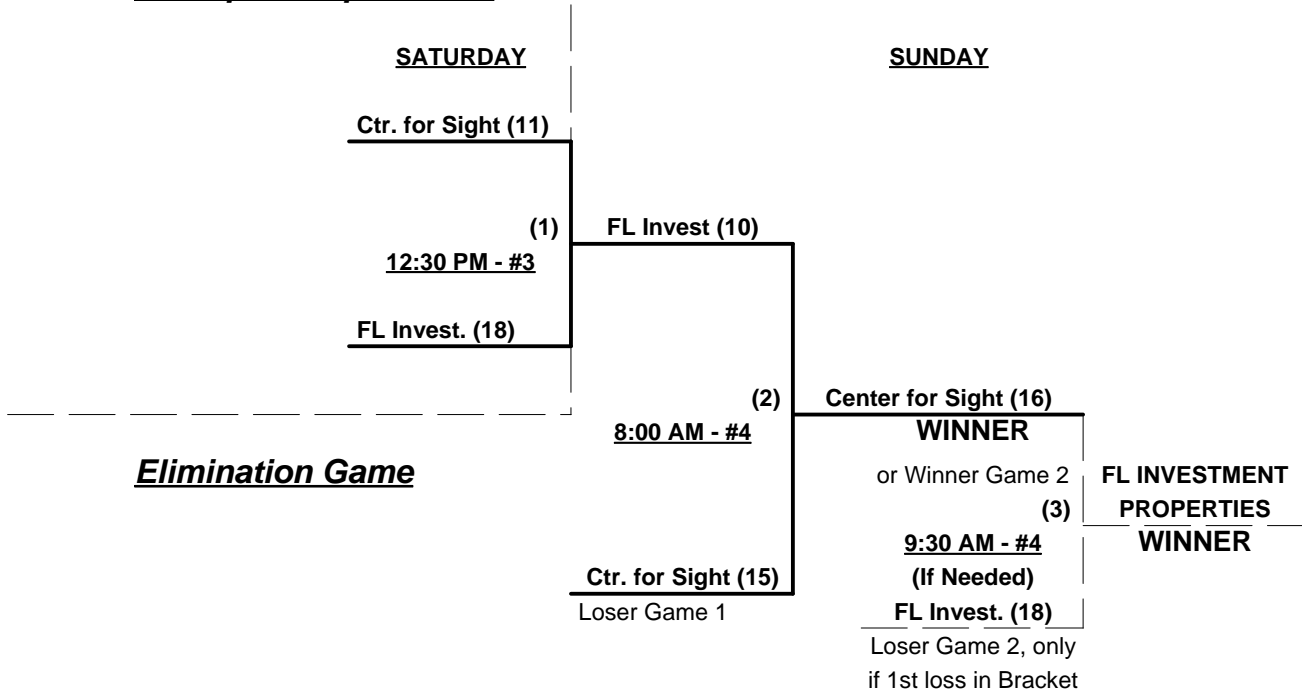 SATURDAY SUNDAY
Ctr. for Sight (11)
(1) FL Invest (10)
12:30 PM - #3
FL Invest. (18)
(2) Center for Sight (16)
8:00 AM - #4 WINNER
Elimination Game or Winner Game 2 FL INVESTMENT
(3) PROPERTIES
9:30 AM - #4 WINNER
Ctr. for Sight (15) (If Needed)
Loser Game 1 FL Invest. (18)
Loser Game 2, only
if 1st loss in Bracket